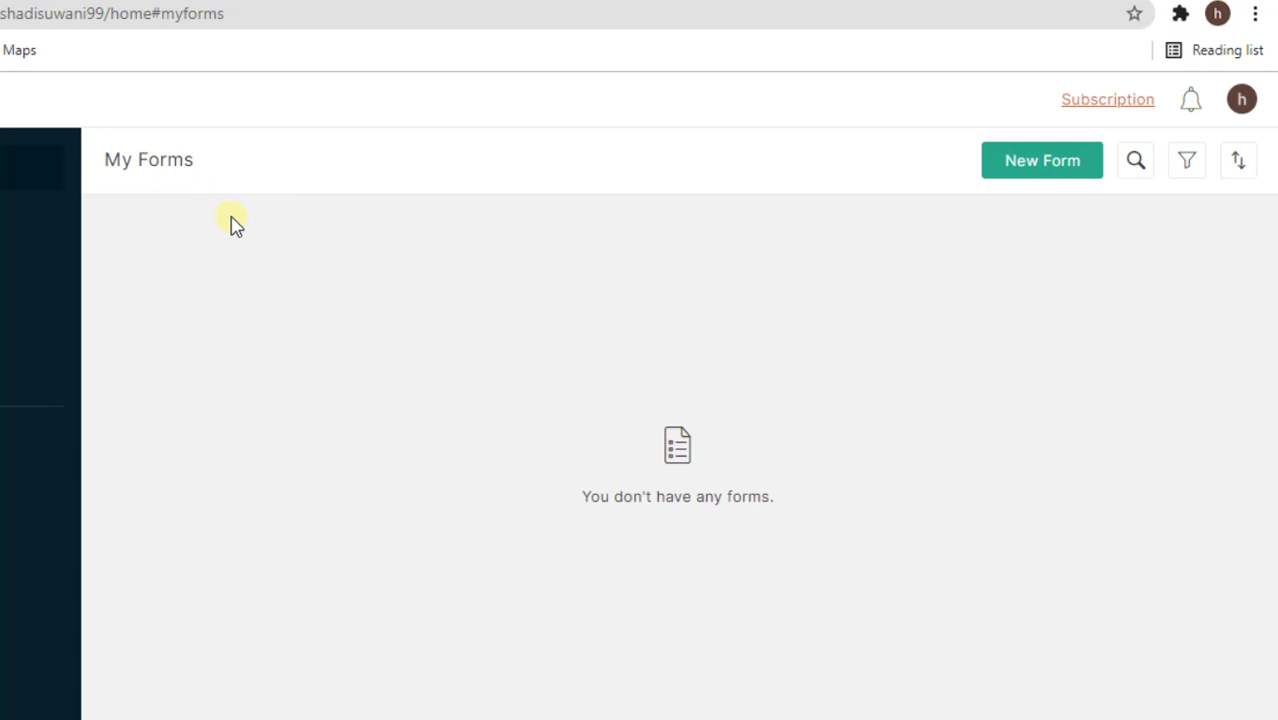 shadisuwani99/home#myforms
h
Maps
Reading list
Subscription
h
My Forms
New Form
You don't have any forms.